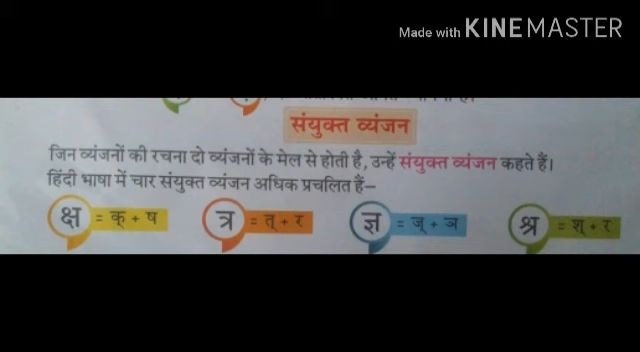 Made with KINEMASTER
संयुक्त व्यंजन
जिन व्यंजनों की रचना दो व्यंजनों के मेल से होती है, उन्हें संयुक्त व्यंजन कहते हैं।
हिंदी भाषा में चार संयुक्त व्यंजन अधिक प्रचलित हैं–
क्ष = क् + ष त्र = त् + र ज्ञ = ज् + ञ श्र = श् + र